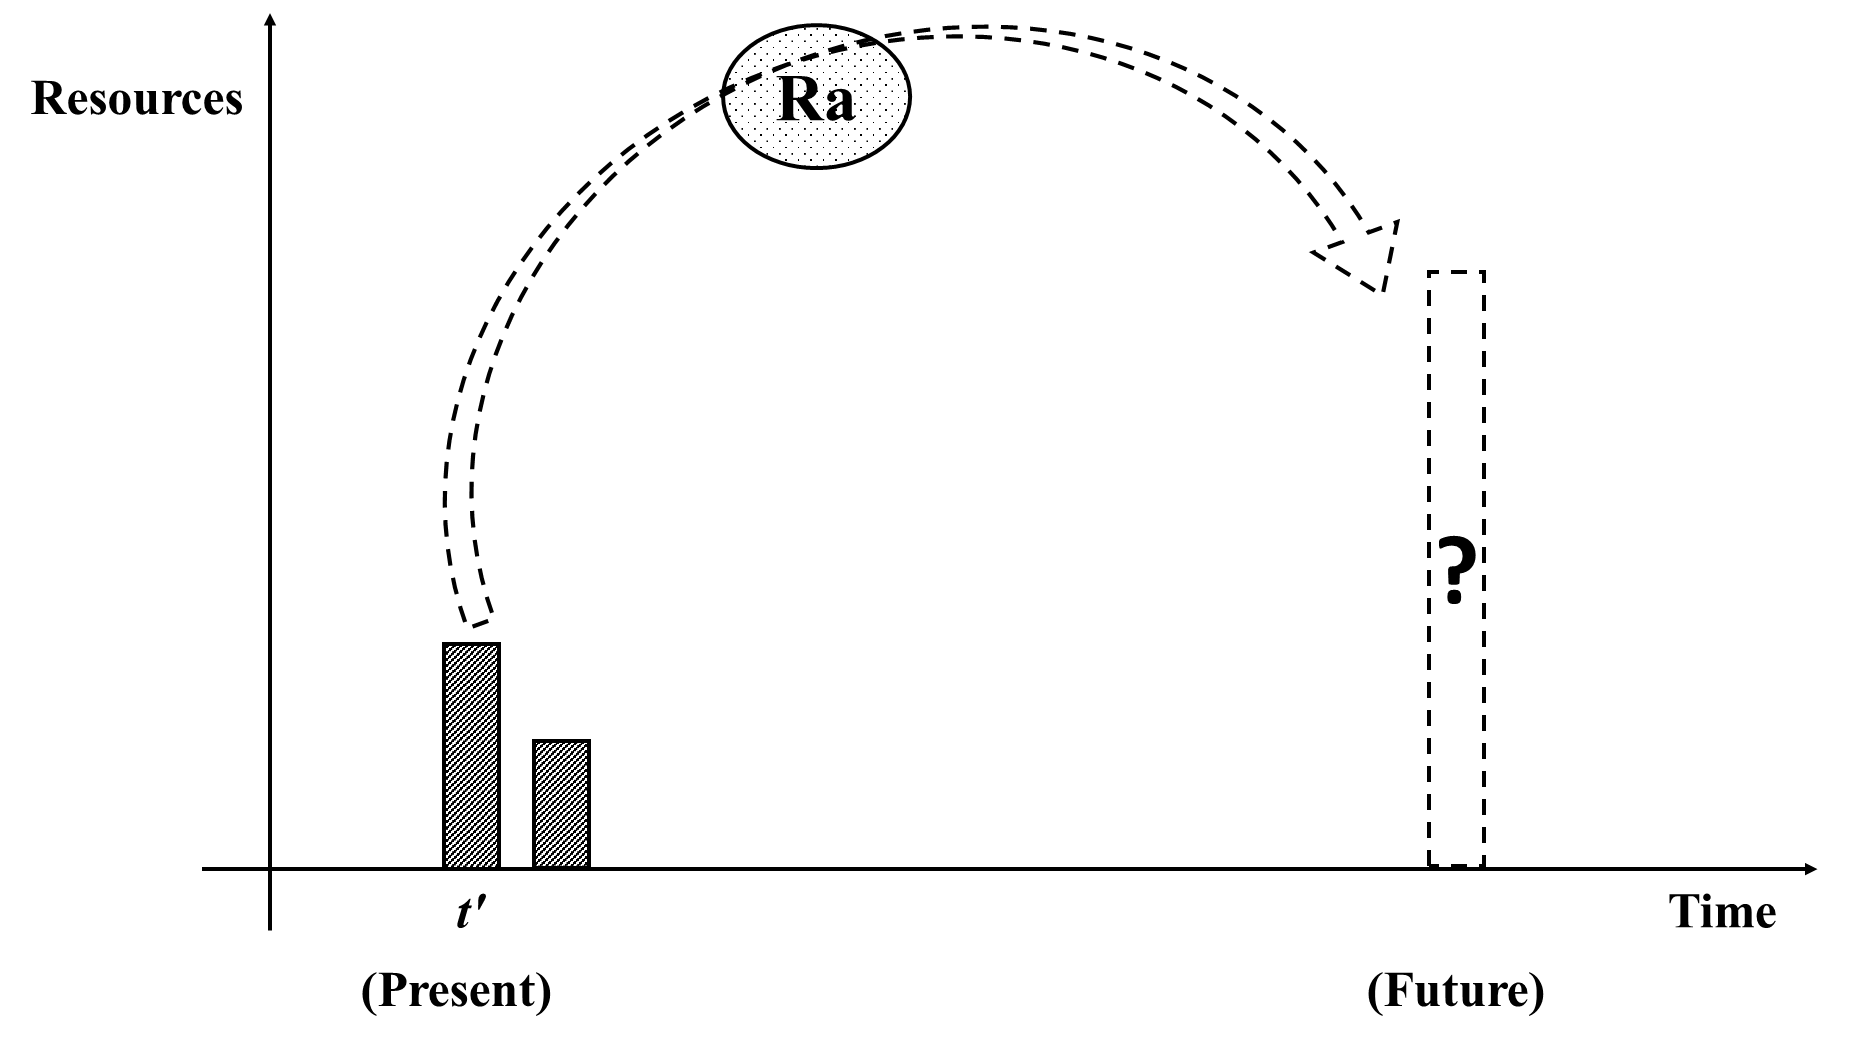 Resources
Ra
?
t′
Time
(Present)
(Future)